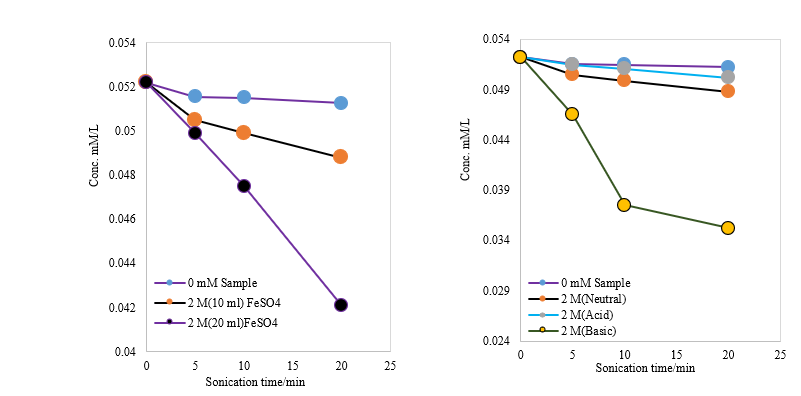 0.054
0.052
0.05
0.048
0.046
0.044
0.042
0.04
Conc. mM/L
0 mM Sample
2 M(10 ml) FeSO4
2 M(20 ml)FeSO4
0 5 10 15 20 25
Sonication time/min
0.054
0.049
0.044
0.039
0.034
0.029
0.024
Conc. mM/L
0 mM Sample
2 M(Neutral)
2 M(Acid)
2 M(Basic)
0 5 10 15 20 25
Sonication time/min